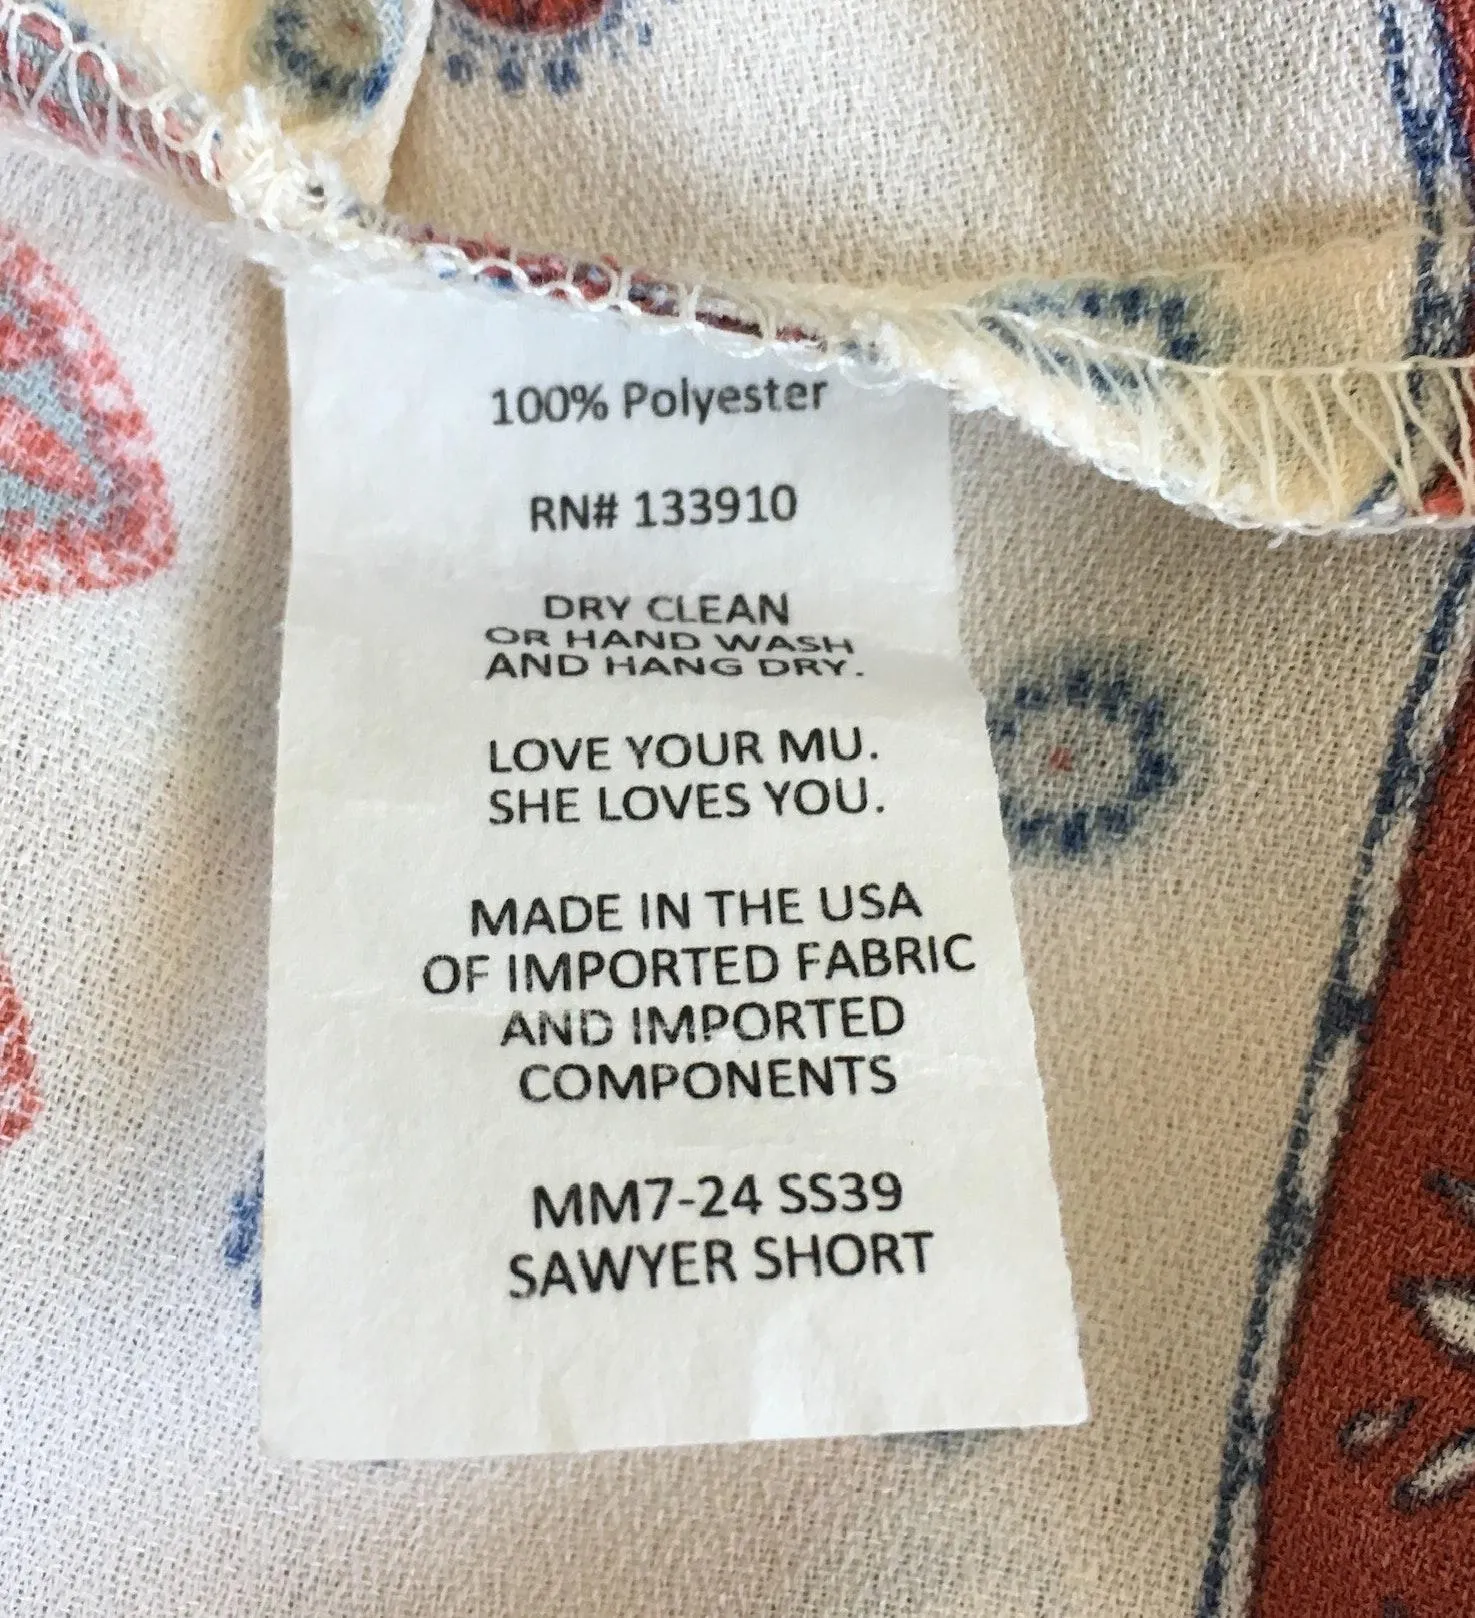 100% Polyester
RN# 133910
DRY CLEAN
OR HAND WASH
AND HANG DRY.
LOVE YOUR MU.
SHE LOVES YOU.
MADE IN THE USA
OF IMPORTED FABRIC
AND IMPORTED
COMPONENTS
MM7-24 SS39
SAWYER SHORT